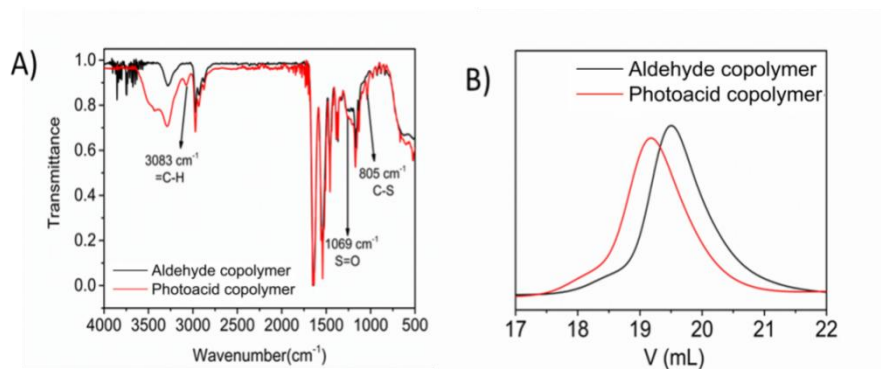 A)
Transmittance
1.0
0.8
0.6
0.4
0.2
0.0
3083 cm⁻¹
=C-H
805 cm⁻¹
C-S
1069 cm⁻¹
S=O
Aldehyde copolymer
Photoacid copolymer
4000 3500 3000 2500 2000 1500 1000 500
Wavenumber(cm⁻¹)
B)
Aldehyde copolymer
Photoacid copolymer
17 18 19 20 21 22
V (mL)